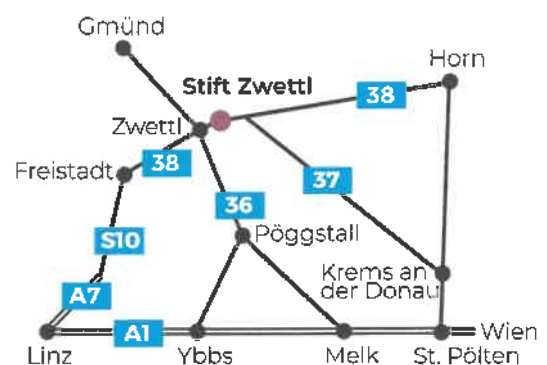 Gmünd
Horn
Stift Zwettl
38
Zwettl
38
Freistadt
37
36
Pöggstall
S10
Krems an
der Donau
A7
A1
Wien
Linz
Ybbs
Melk
St. Pölten